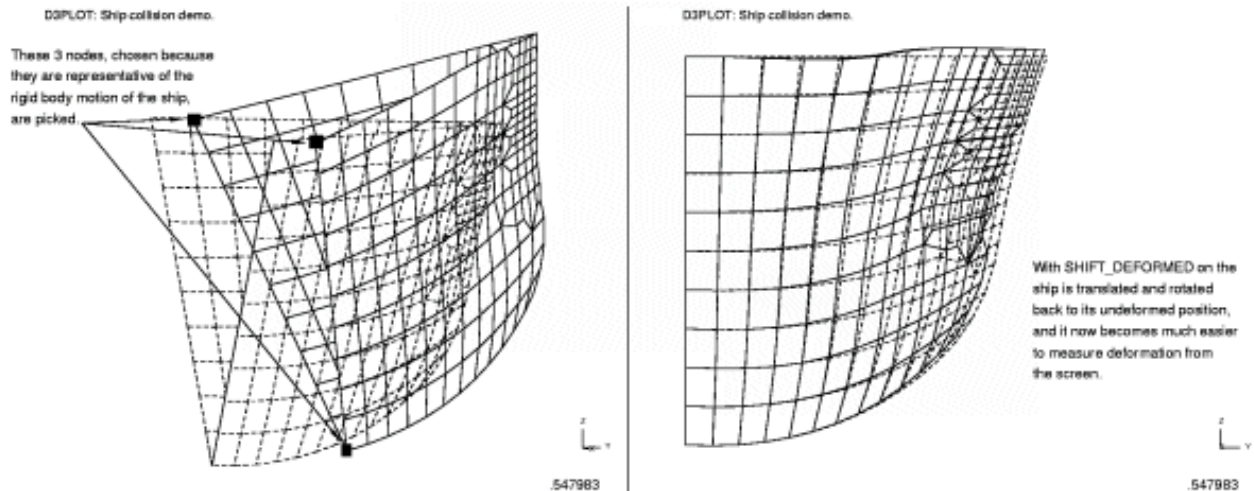 D3PLOT: Ship collision demo.
These 3 nodes, chosen because
they are representative of the
rigid body motion of the ship,
are picked.
Z
Y
.547983
D3PLOT: Ship collision demo.
With SHIFT_DEFORMED on the
ship is translated and rotated
back to its undeformed position,
and it now becomes much easier
to measure deformation from
the screen.
Z
Y
.547983